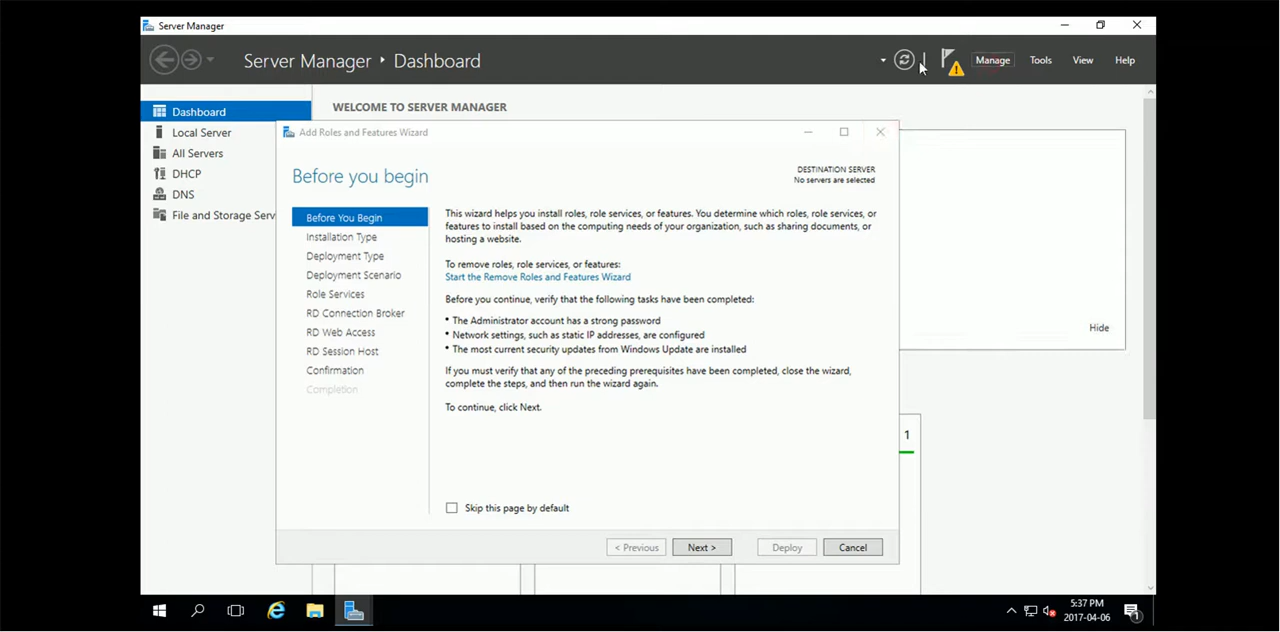 Server Manager
Server Manager ‣ Dashboard
Manage
Tools
View
Help
Dashboard
Local Server
All Servers
DHCP
DNS
File and Storage Serv
WELCOME TO SERVER MANAGER
Add Roles and Features Wizard
Before you begin
DESTINATION SERVER
No servers are selected
Before You Begin
Installation Type
Deployment Type
Deployment Scenario
Role Services
RD Connection Broker
RD Web Access
RD Session Host
Confirmation
Completion
This wizard helps you install roles, role services, or features. You determine which roles, role services, or
features to install based on the computing needs of your organization, such as sharing documents, or
hosting a website.
To remove roles, role services, or features:
Start the Remove Roles and Features Wizard
Before you continue, verify that the following tasks have been completed:
• The Administrator account has a strong password
• Network settings, such as static IP addresses, are configured
• The most current security updates from Windows Update are installed
If you must verify that any of the preceding prerequisites have been completed, close the wizard,
complete the steps, and then run the wizard again.
To continue, click Next.
Skip this page by default
< Previous
Next >
Deploy
Cancel
Hide
1
5:37 PM
2017-04-06
1